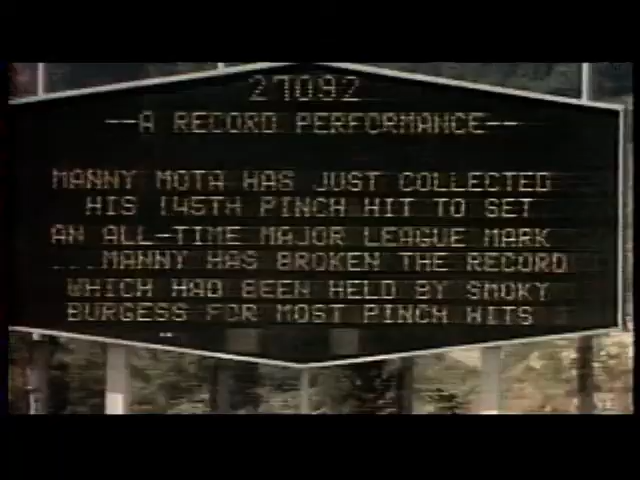 27092
--A RECORD PERFORMANCE--
MANNY MOTA HAS JUST COLLECTED
HIS 145TH PINCH HIT TO SET
AN ALL-TIME MAJOR LEAGUE MARK
...MANNY HAS BROKEN THE RECORD
WHICH HAD BEEN HELD BY SMOKY
BURGESS FOR MOST PINCH HITS